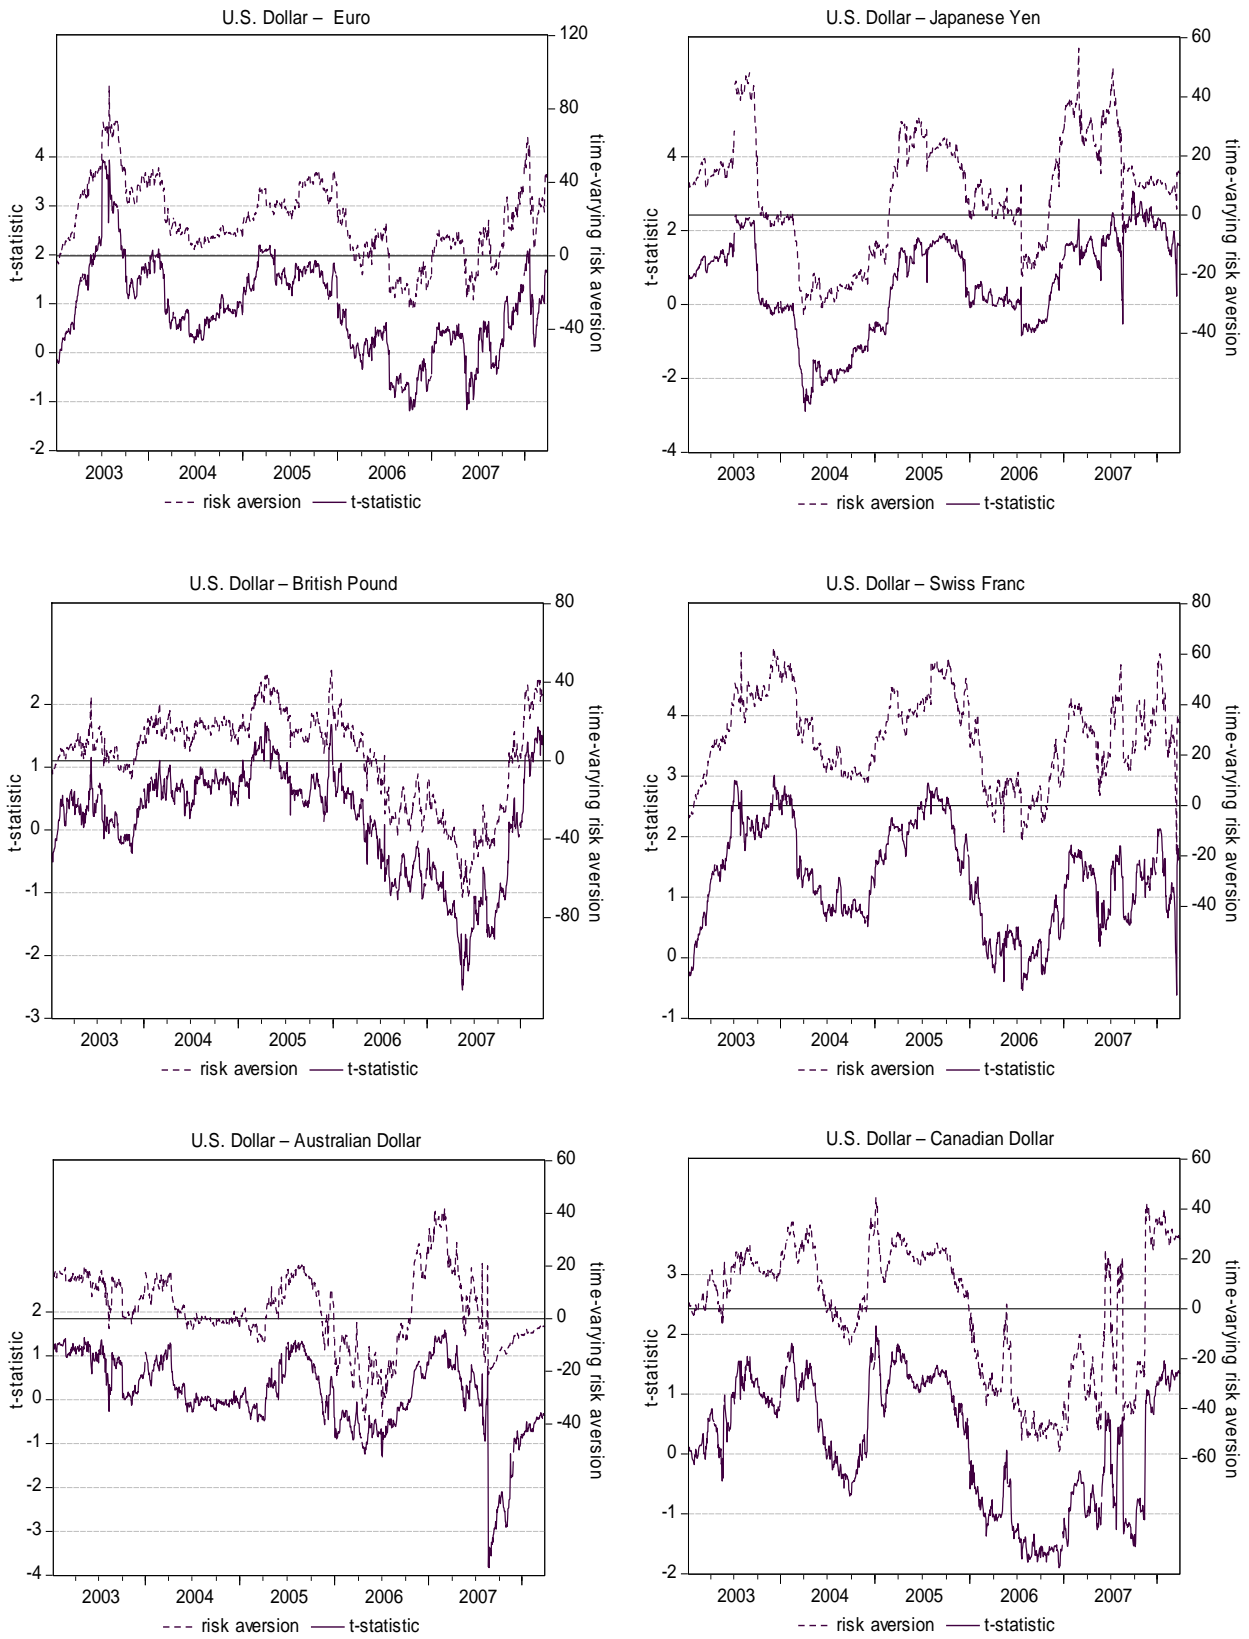 U.S. Dollar – Euro
120
80
40
0
-40
4
3
2
1
0
-1
-2
t-statistic
time-varying risk aversion
2003 2004 2005 2006 2007
risk aversion t-statistic
U.S. Dollar – Japanese Yen
60
40
20
0
-20
-40
4
2
0
-2
-4
t-statistic
time-varying risk aversion
2003 2004 2005 2006 2007
risk aversion t-statistic
U.S. Dollar – British Pound
80
40
0
-40
-80
2
1
0
-1
-2
-3
t-statistic
time-varying risk aversion
2003 2004 2005 2006 2007
risk aversion t-statistic
U.S. Dollar – Swiss Franc
80
60
40
20
0
-20
-40
4
3
2
1
0
-1
t-statistic
time-varying risk aversion
2003 2004 2005 2006 2007
risk aversion t-statistic
U.S. Dollar – Australian Dollar
60
40
20
0
-20
-40
2
1
0
-1
-2
-3
-4
t-statistic
time-varying risk aversion
2003 2004 2005 2006 2007
risk aversion t-statistic
U.S. Dollar – Canadian Dollar
60
40
20
0
-20
-40
-60
3
2
1
0
-1
-2
t-statistic
time-varying risk aversion
2003 2004 2005 2006 2007
risk aversion t-statistic